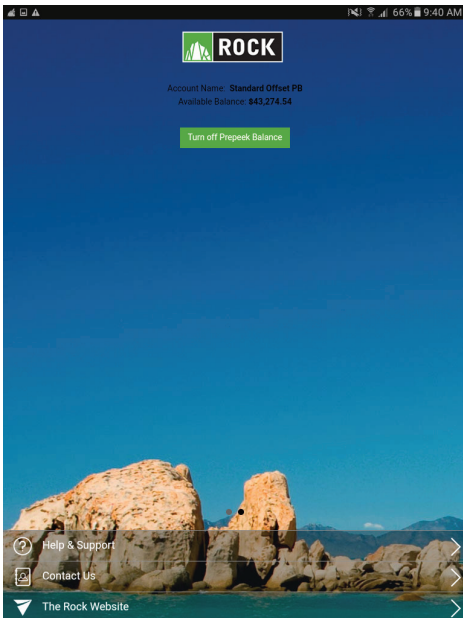 66% 9:40 AM
ROCK
Account Name: Standard Offset PB
Available Balance: $43,274.54
Turn off Prepeek Balance
Help & Support
Contact Us
The Rock Website